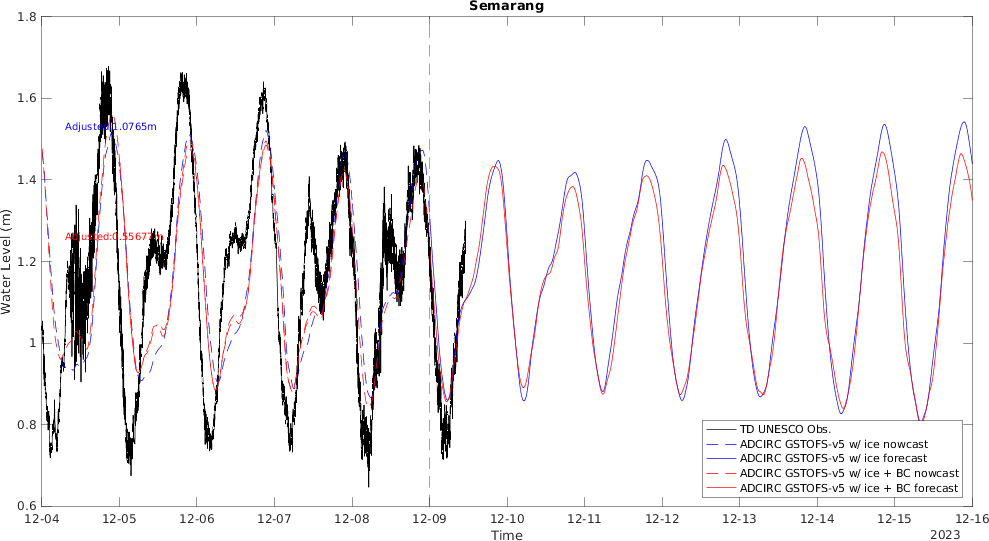 Semarang
1.8
1.6
1.4
1.2
1
0.8
0.6
Water Level (m)
Adjusted:1.0765m
TD UNESCO Obs.
ADCIRC GSTOFS-v5 w/ ice nowcast
ADCIRC GSTOFS-v5 w/ ice forecast
ADCIRC GSTOFS-v5 w/ ice + BC nowcast
ADCIRC GSTOFS-v5 w/ ice + BC forecast
12-04 12-05 12-06 12-07 12-08 12-09 12-10 12-11 12-12 12-13 12-14 12-15 12-16
Time
2023